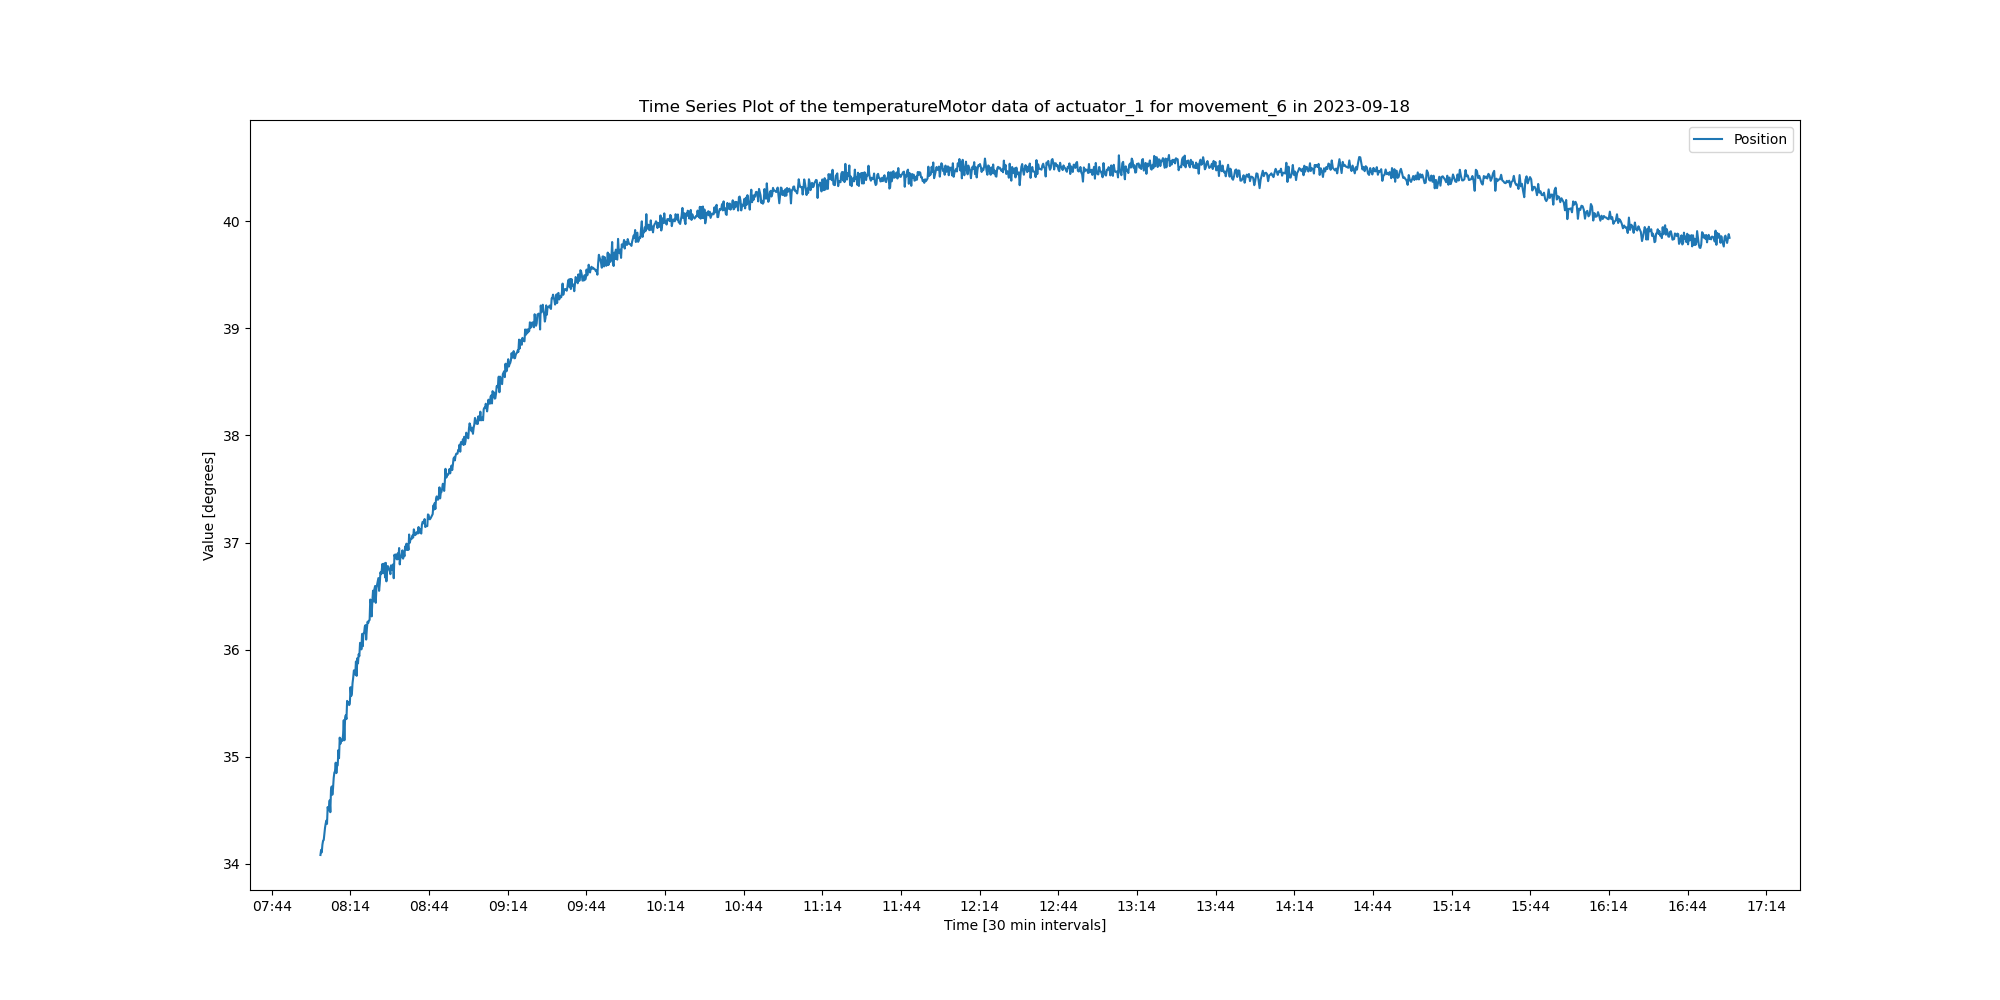 Time Series Plot of the temperatureMotor data of actuator_1 for movement_6 in 2023-09-18
Position
Value [degrees]
40
39
38
37
36
35
34
07:44 08:14 08:44 09:14 09:44 10:14 10:44 11:14 11:44 12:14 12:44 13:14 13:44 14:14 14:44 15:14 15:44 16:14 16:44 17:14
Time [30 min intervals]